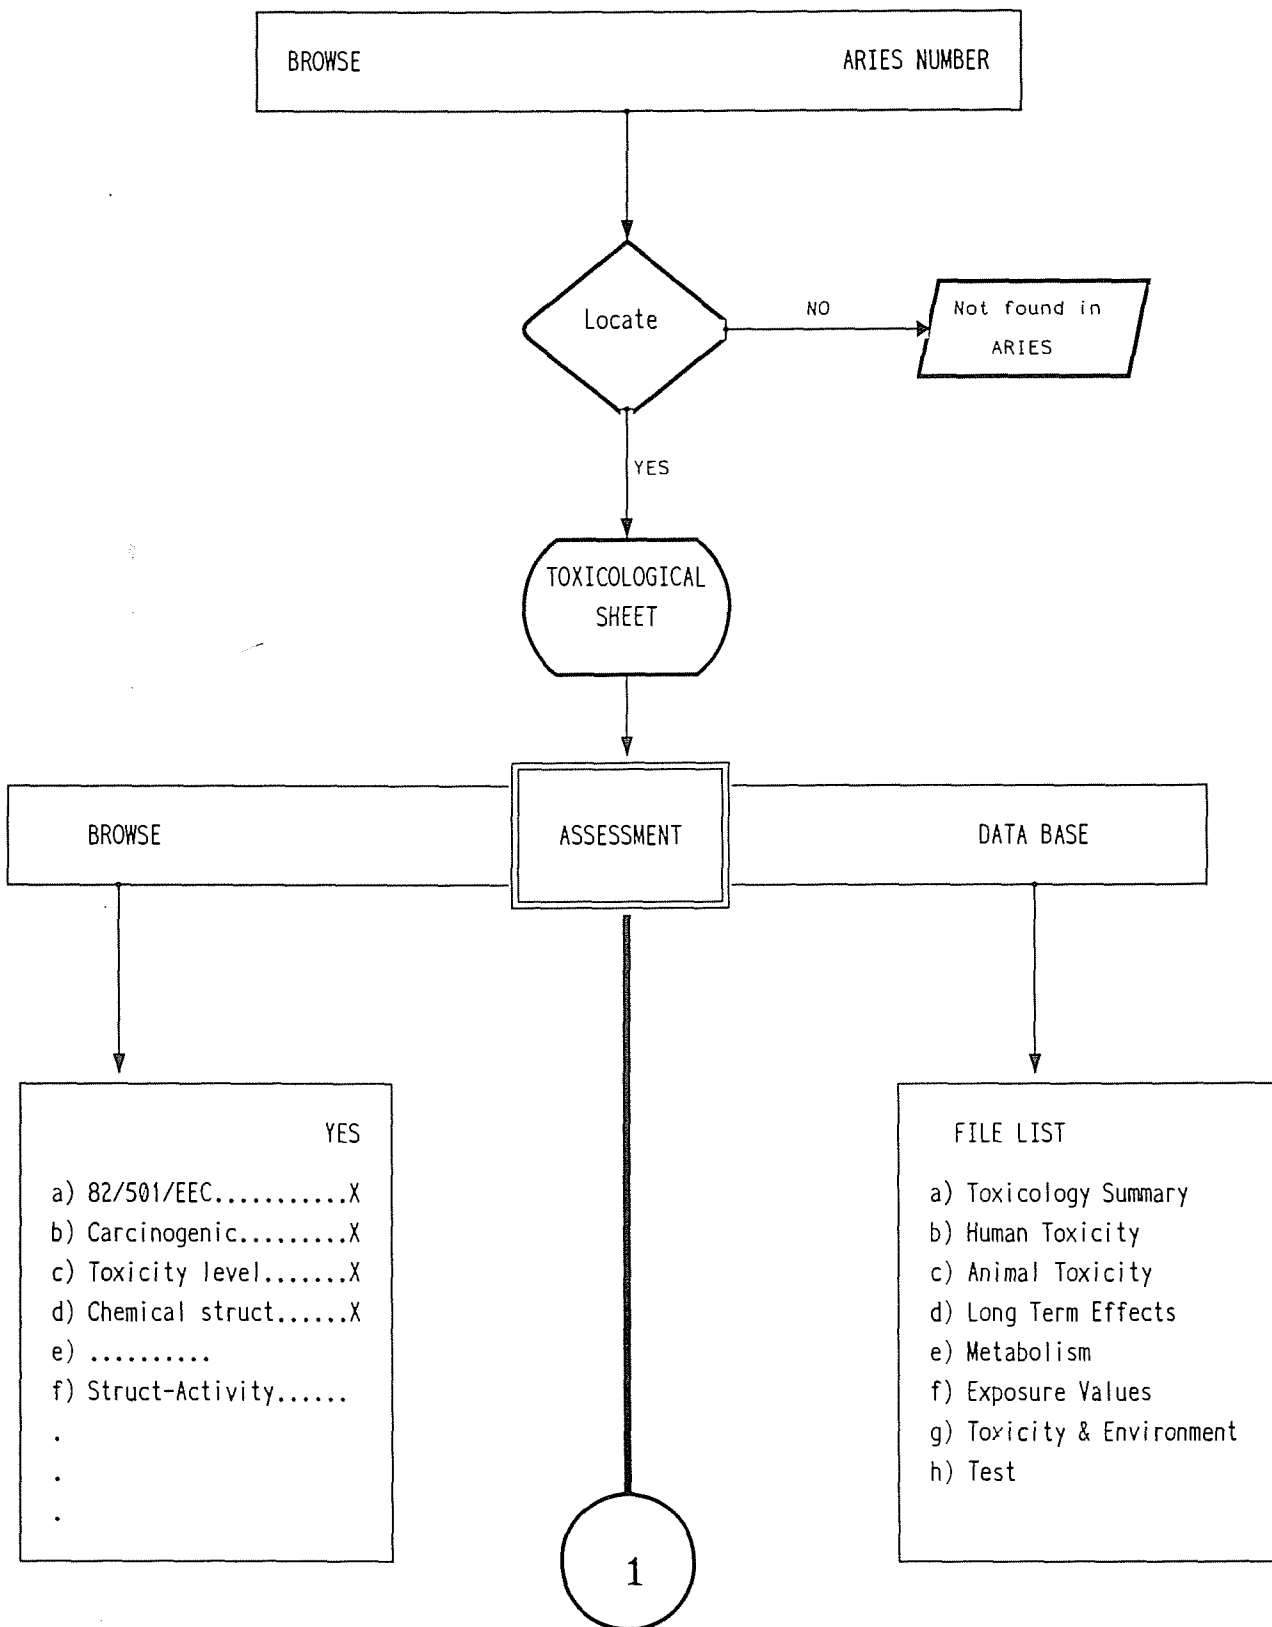 BROWSE ARIES NUMBER
Locate
NO
Not found in
ARIES
YES
TOXICOLOGICAL
SHEET
BROWSE
ASSESSMENT
DATA BASE
YES
a) 82/501/EEC...........X
b) Carcinogenic.........X
c) Toxicity level.......X
d) Chemical struct......X
e) ..........
f) Struct-Activity......
.
.
.
FILE LIST
a) Toxicology Summary
b) Human Toxicity
c) Animal Toxicity
d) Long Term Effects
e) Metabolism
f) Exposure Values
g) Toxicity & Environment
h) Test
1